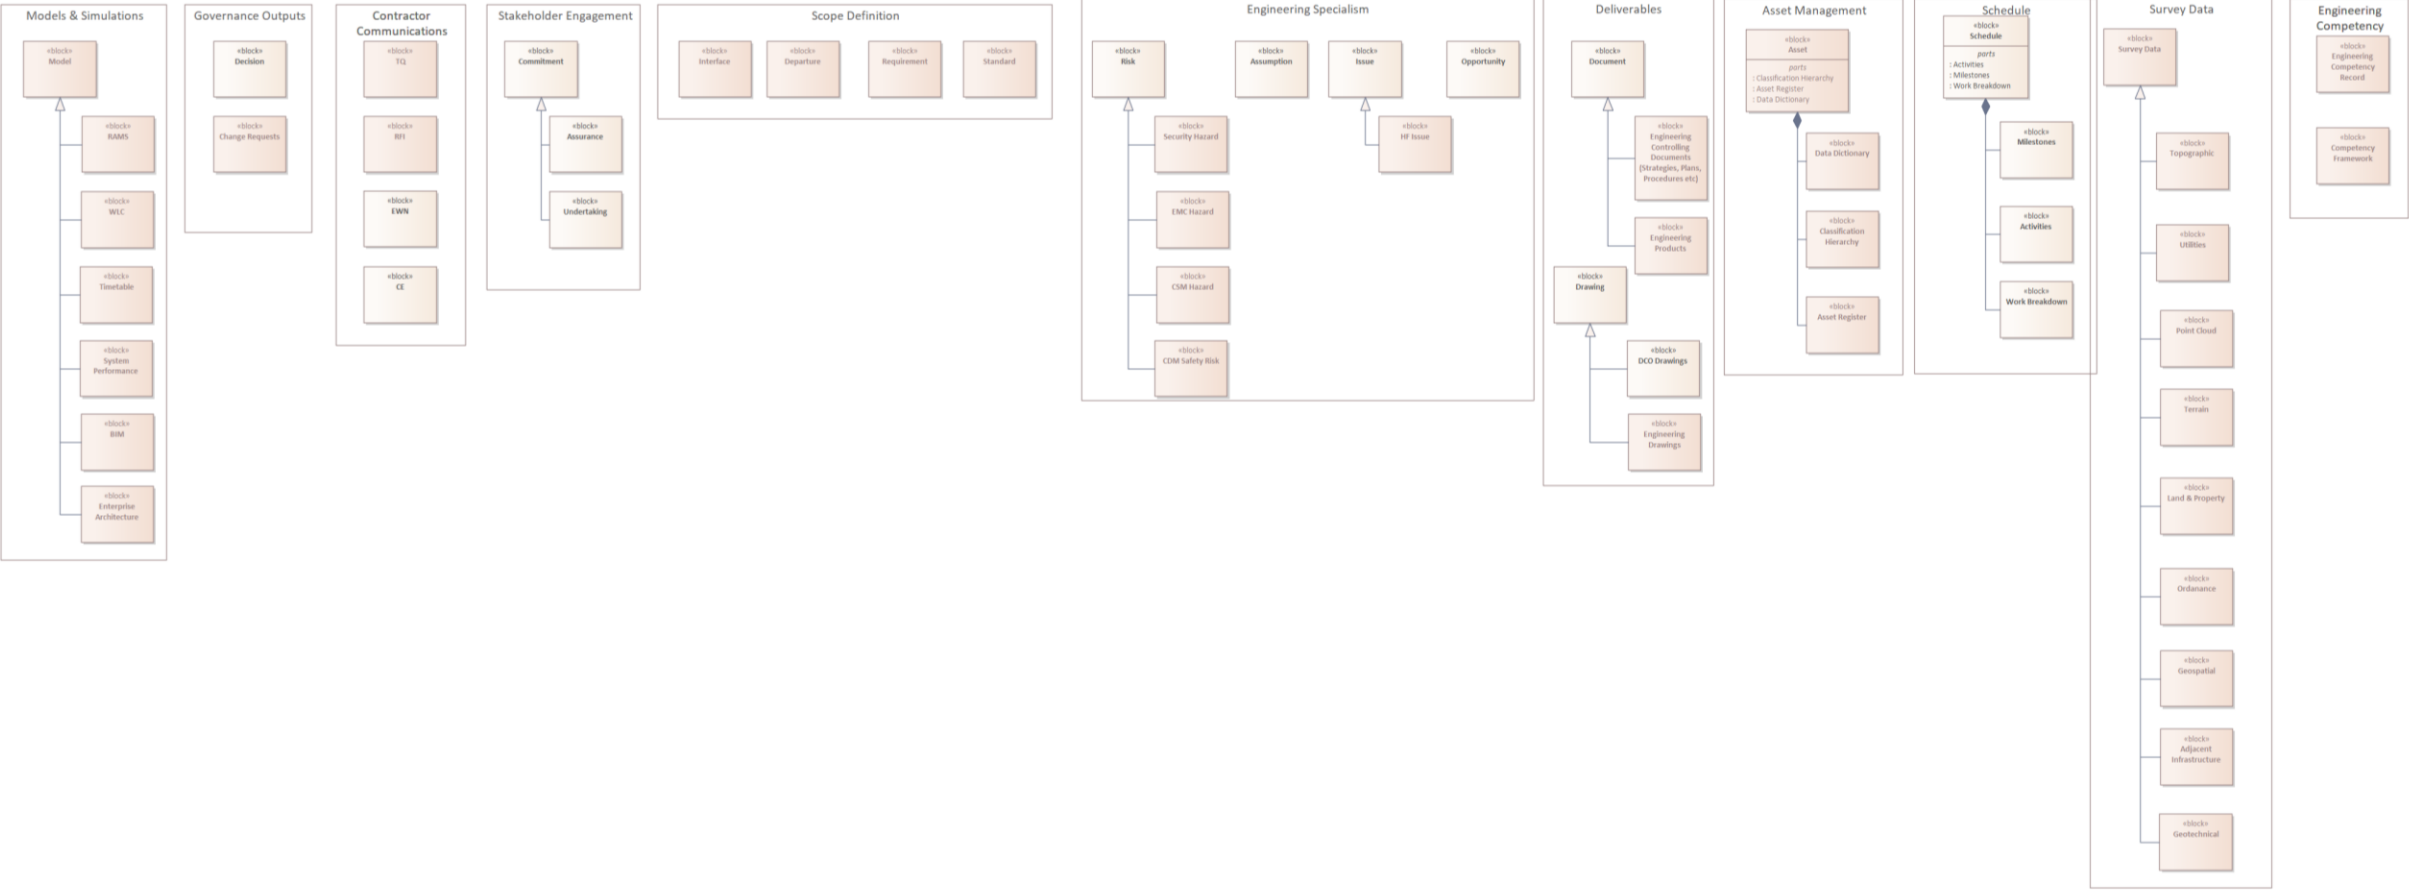 Models & Simulations
«block»
Model
«block»
RAMS
«block»
WLC
«block»
Timetable
«block»
System
Performance
«block»
BIM
«block»
Enterprise
Architecture
Governance Outputs
«block»
Decision
«block»
Change Requests
Contractor
Communications
«block»
TQ
«block»
RFI
«block»
EWN
«block»
CE
Stakeholder Engagement
«block»
Commitment
«block»
Assurance
«block»
Undertaking
Scope Definition
«block»
Interface
«block»
Departure
«block»
Requirement
«block»
Standard
Engineering Specialism
«block»
Risk
«block»
Security Hazard
«block»
EMC Hazard
«block»
CSM Hazard
«block»
CDM Safety Risk
«block»
Assumption
«block»
Issue
«block»
HF Issue
«block»
Opportunity
Deliverables
«block»
Document
«block»
Engineering
Controlling
Documents
(Strategies, Plans,
Procedures etc)
«block»
Engineering
Products
«block»
Drawing
«block»
DCO Drawings
«block»
Engineering
Drawings
Asset Management
«block»
Asset
parts
: Classification Hierarchy
: Asset Register
: Data Dictionary
«block»
Data Dictionary
«block»
Classification
Hierarchy
«block»
Asset Register
Schedule
«block»
Schedule
parts
: Activities
: Milestones
: Work Breakdown
«block»
Milestones
«block»
Activities
«block»
Work Breakdown
Survey Data
«block»
Survey Data
«block»
Topographic
«block»
Utilities
«block»
Point Cloud
«block»
Terrain
«block»
Land & Property
«block»
Ordanance
«block»
Geospatial
«block»
Adjacent
Infrastructure
«block»
Geotechnical
Engineering
Competency
«block»
Engineering
Competency
Record
«block»
Competency
Framework